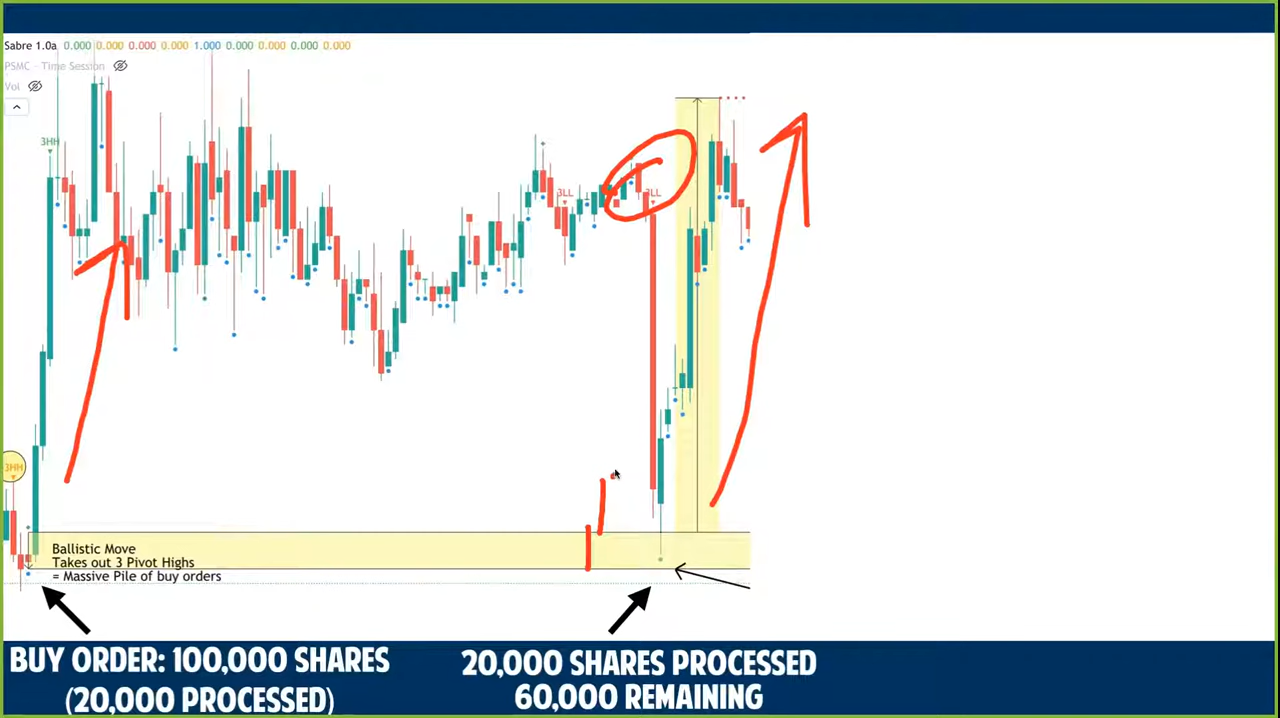 Sabre 1.0a 0.000 0.000 0.000 0.000 1.000 0.000 0.000 0.000 0.000
PSMC - Time Session
Vol
3HH
3LL
3LL
3HH
Ballistic Move
Takes out 3 Pivot Highs
= Massive Pile of buy orders
BUY ORDER: 100,000 SHARES
(20,000 PROCESSED)
20,000 SHARES PROCESSED
60,000 REMAINING